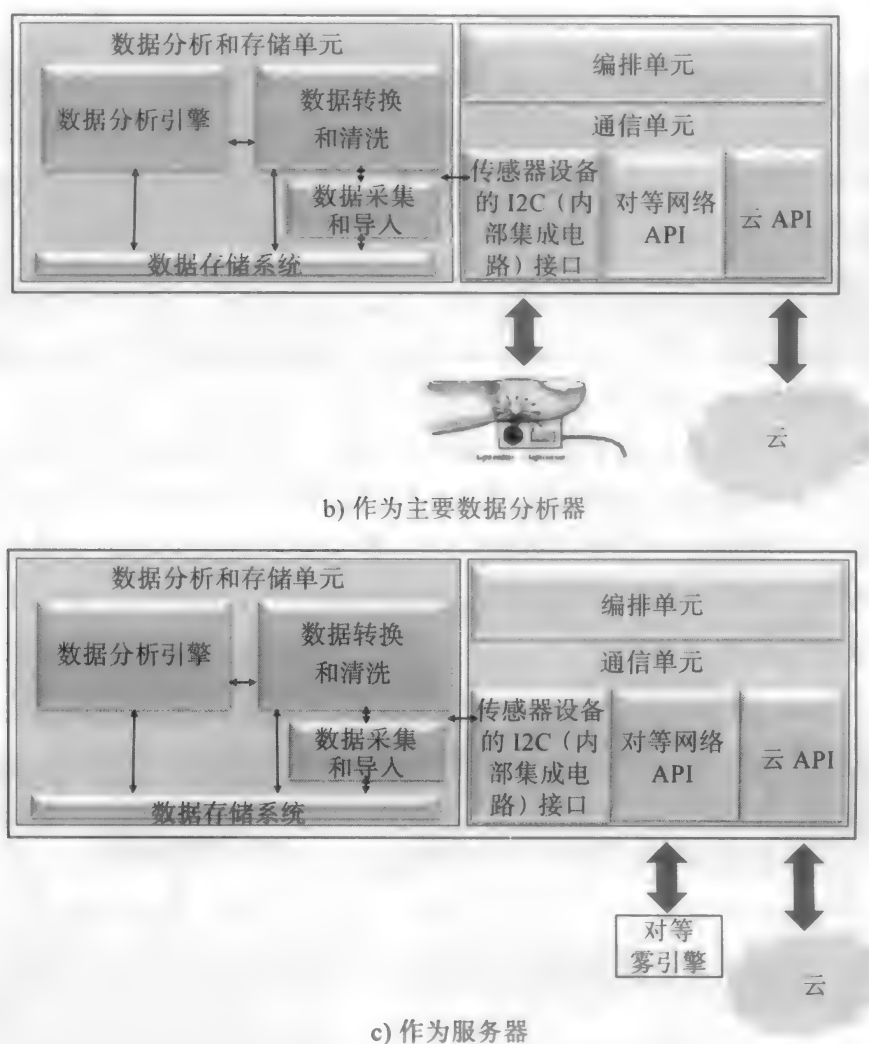 数据分析和存储单元
编排单元
数据分析引擎
数据转换
和清洗
通信单元
数据采集
和导入
传感器设备
的 I2C（内
部集成电
路）接口
对等网络
API
云 API
数据存储系统
云
b) 作为主要数据分析器
数据分析和存储单元
编排单元
数据分析引擎
数据转换
和清洗
通信单元
数据采集
和导入
传感器设备
的 I2C（内
部集成电
路）接口
对等网络
API
云 API
数据存储系统
对等
雾引擎
云
c) 作为服务器